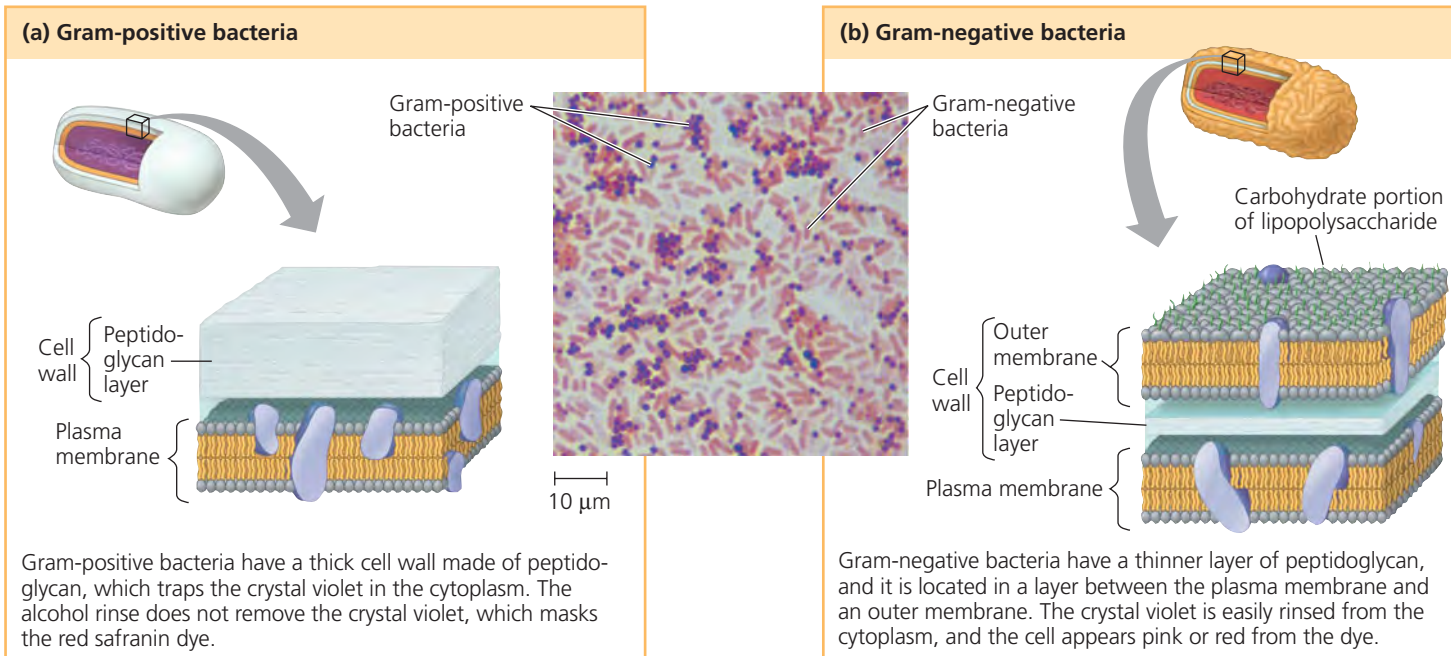 (a) Gram-positive bacteria
Gram-positive
bacteria
Cell
wall
Peptido-
glycan
layer
Plasma
membrane
10 μm
Gram-positive bacteria have a thick cell wall made of peptido-
glycan, which traps the crystal violet in the cytoplasm. The
alcohol rinse does not remove the crystal violet, which masks
the red safranin dye.
(b) Gram-negative bacteria
Gram-negative
bacteria
Carbohydrate portion
of lipopolysaccharide
Cell
wall
Outer
membrane
Peptido-
glycan
layer
Plasma membrane
Gram-negative bacteria have a thinner layer of peptidoglycan,
and it is located in a layer between the plasma membrane and
an outer membrane. The crystal violet is easily rinsed from the
cytoplasm, and the cell appears pink or red from the dye.